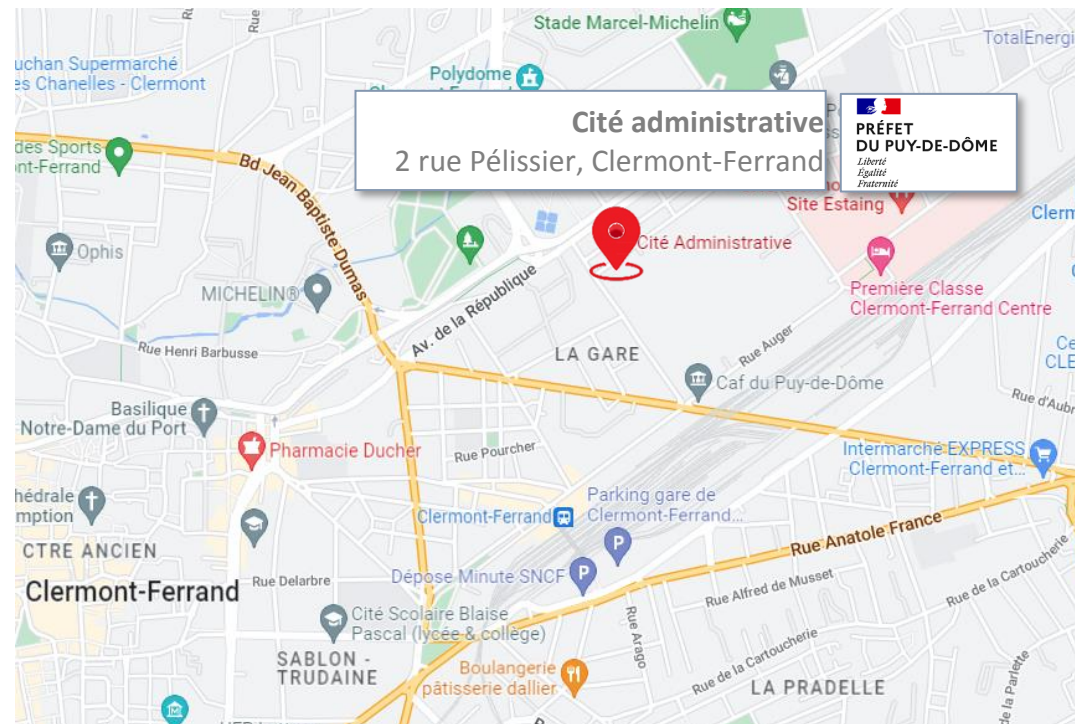 Stade Marcel-Michelin
TotalEnergi
uchan Supermarché
es Chanelles - Clermont
Polydome
Rue
Cité administrative
2 rue Pélissier, Clermont-Ferrand
PRÉFET
DU PUY-DE-DÔME
Liberté
Égalité
Fraternité
des Sports
nt-Ferrand
Bd Jean Baptiste Dumas
Site Estaing
Clerm
Ophis
Cité Administrative
MICHELIN®
Première Classe
Clermont-Ferrand Centre
Av. de la République
Rue Henri Barbusse
LA GARE
Rue Auger
Ce
CLE
Caf du Puy-de-Dôme
Rue d'Aubr
Basilique
Notre-Dame du Port
Pharmacie Ducher
Rue Pourcher
Intermarché EXPRESS
Clermont-Ferrand et...
hédrale
mption
Parking gare de
Clermont-Ferrand...
Clermont-Ferrand
Rue Anatole France
CTRE ANCIEN
Clermont-Ferrand
Rue Delarbre
Dépose Minute SNCF
Rue Alfred de Musset
Rue de la Cartoucherie
Cité Scolaire Blaise
Pascal (lycée & collège)
Rue Arago
SABLON -
TRUDAINE
Boulangerie
pâtisserie dallier
Rue de la Cartoucherie
LA PRADELLE
de la Parlette